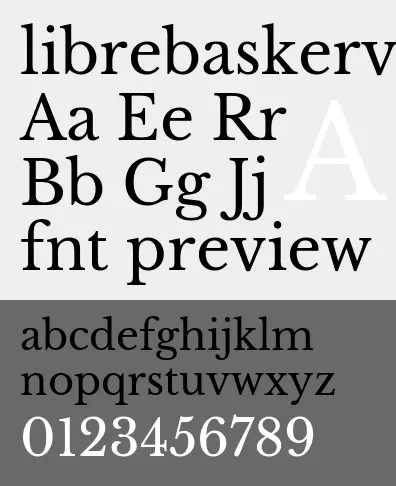 librebaskerv
Aa Ee Rr
A
Bb Gg Jj
fnt preview
abcdefghijklm
nopqrstuvwxyz
0123456789